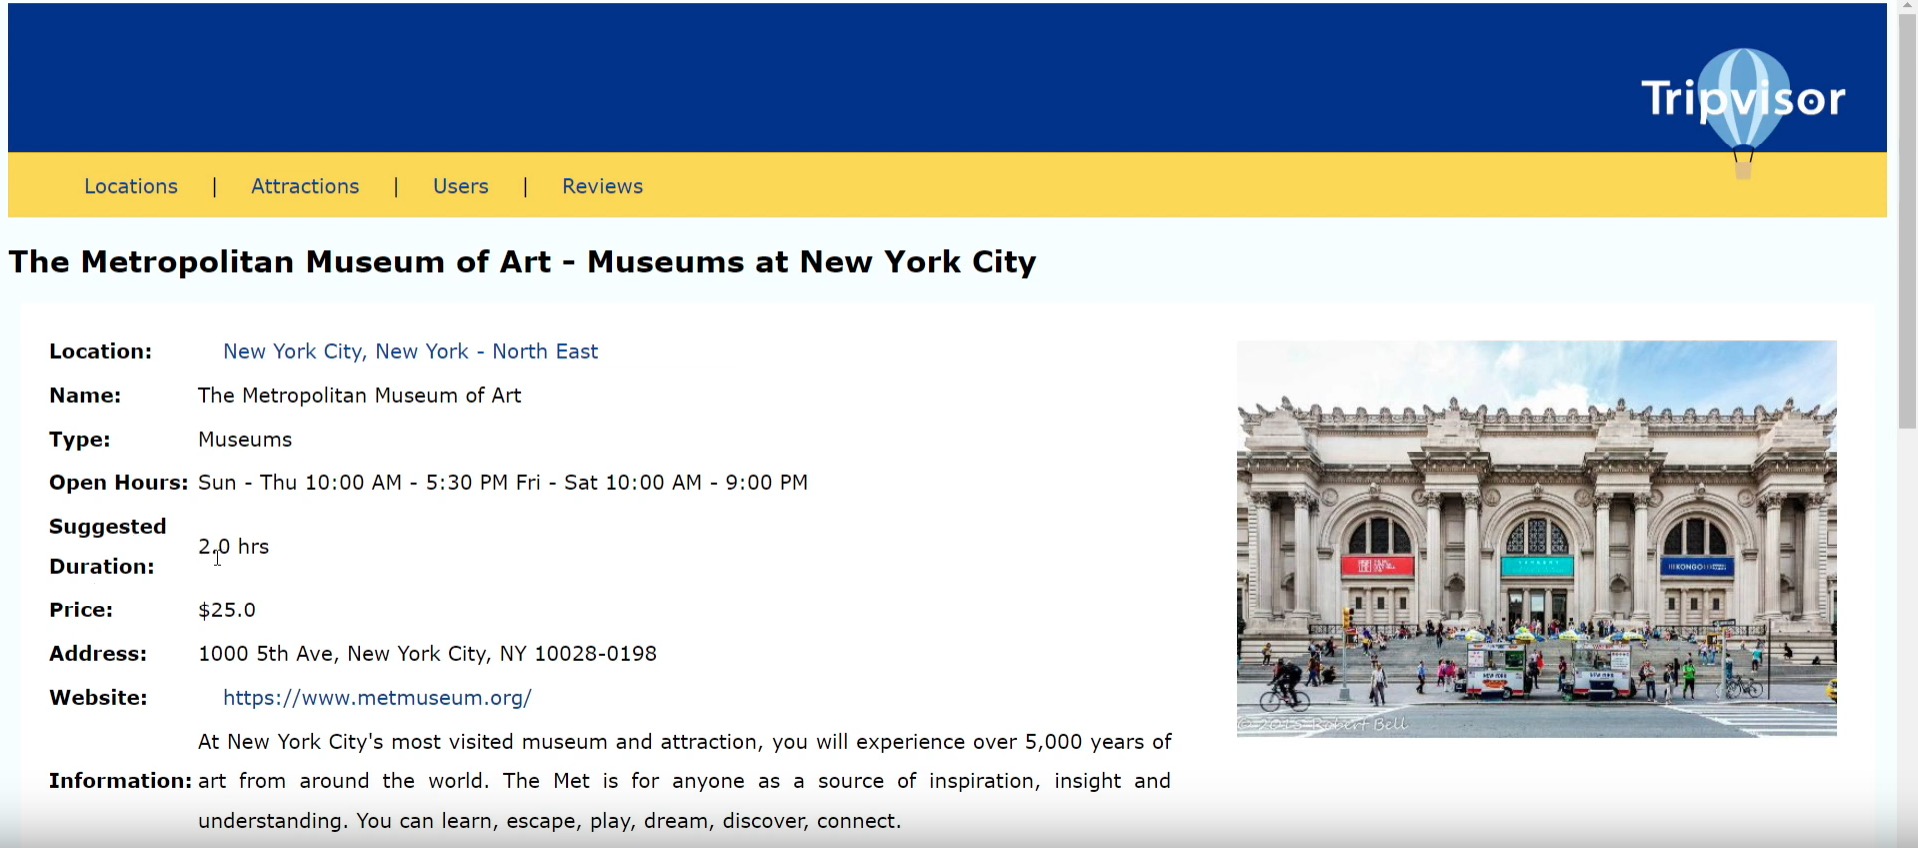 Tripvisor
Locations | Attractions | Users | Reviews
The Metropolitan Museum of Art - Museums at New York City
Location: New York City, New York - North East
Name: The Metropolitan Museum of Art
Type: Museums
Open Hours: Sun - Thu 10:00 AM - 5:30 PM Fri - Sat 10:00 AM - 9:00 PM
Suggested
Duration: 2.0 hrs
Price: $25.0
Address: 1000 5th Ave, New York City, NY 10028-0198
Website: https://www.metmuseum.org/
Information: At New York City's most visited museum and attraction, you will experience over 5,000 years of
art from around the world. The Met is for anyone as a source of inspiration, insight and
understanding. You can learn, escape, play, dream, discover, connect.
KONGO
© 2015 Robert Bell